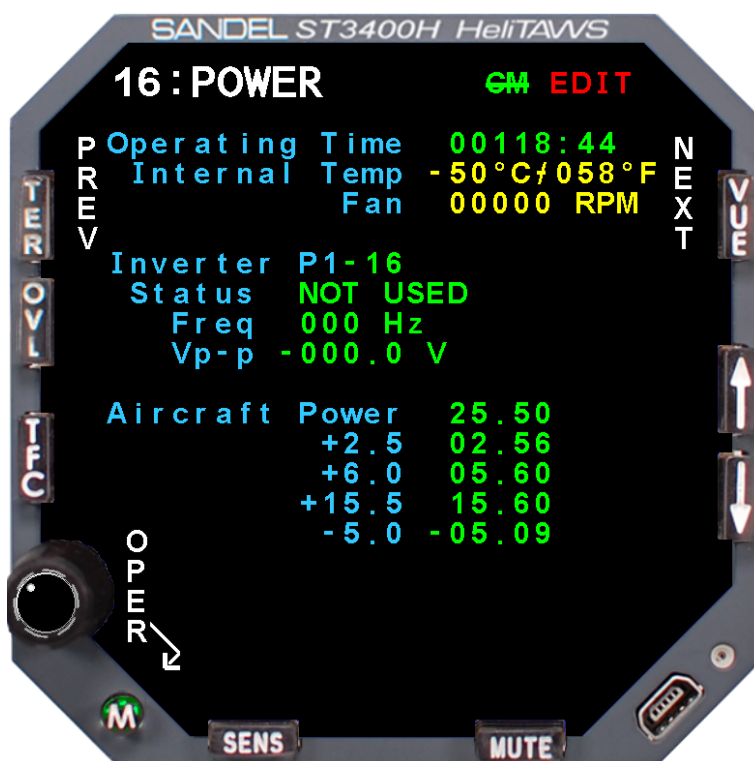 SANDEL ST3400H HeliTAWS
16:POWER
GM EDIT
PREV
NEXT
Operating Time 00118:44
Internal Temp -50°C/058°F
Fan 00000 RPM
TER
VUE
Inverter P1-16
Status NOT USED
Freq 000 Hz
Vp-p -000.0 V
OVL
Aircraft Power 25.50
+2.5 02.56
+6.0 05.60
+15.5 15.60
-5.0 -05.09
TFC
OPER
M
SENS
MUTE